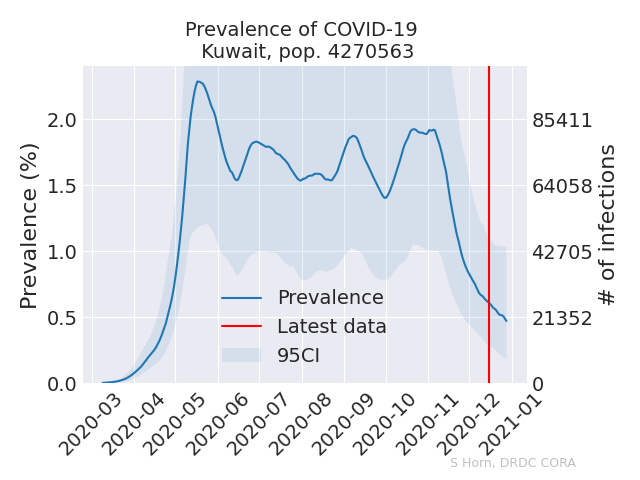 Prevalence of COVID-19
Kuwait, pop. 4270563
Prevalence (%)
2.0
1.5
1.0
0.5
0.0
85411
64058
42705
21352
0
# of infections
Prevalence
Latest data
95CI
2020-03
2020-04
2020-05
2020-06
2020-07
2020-08
2020-09
2020-10
2020-11
2020-12
2021-01
S Horn, DRDC CORA